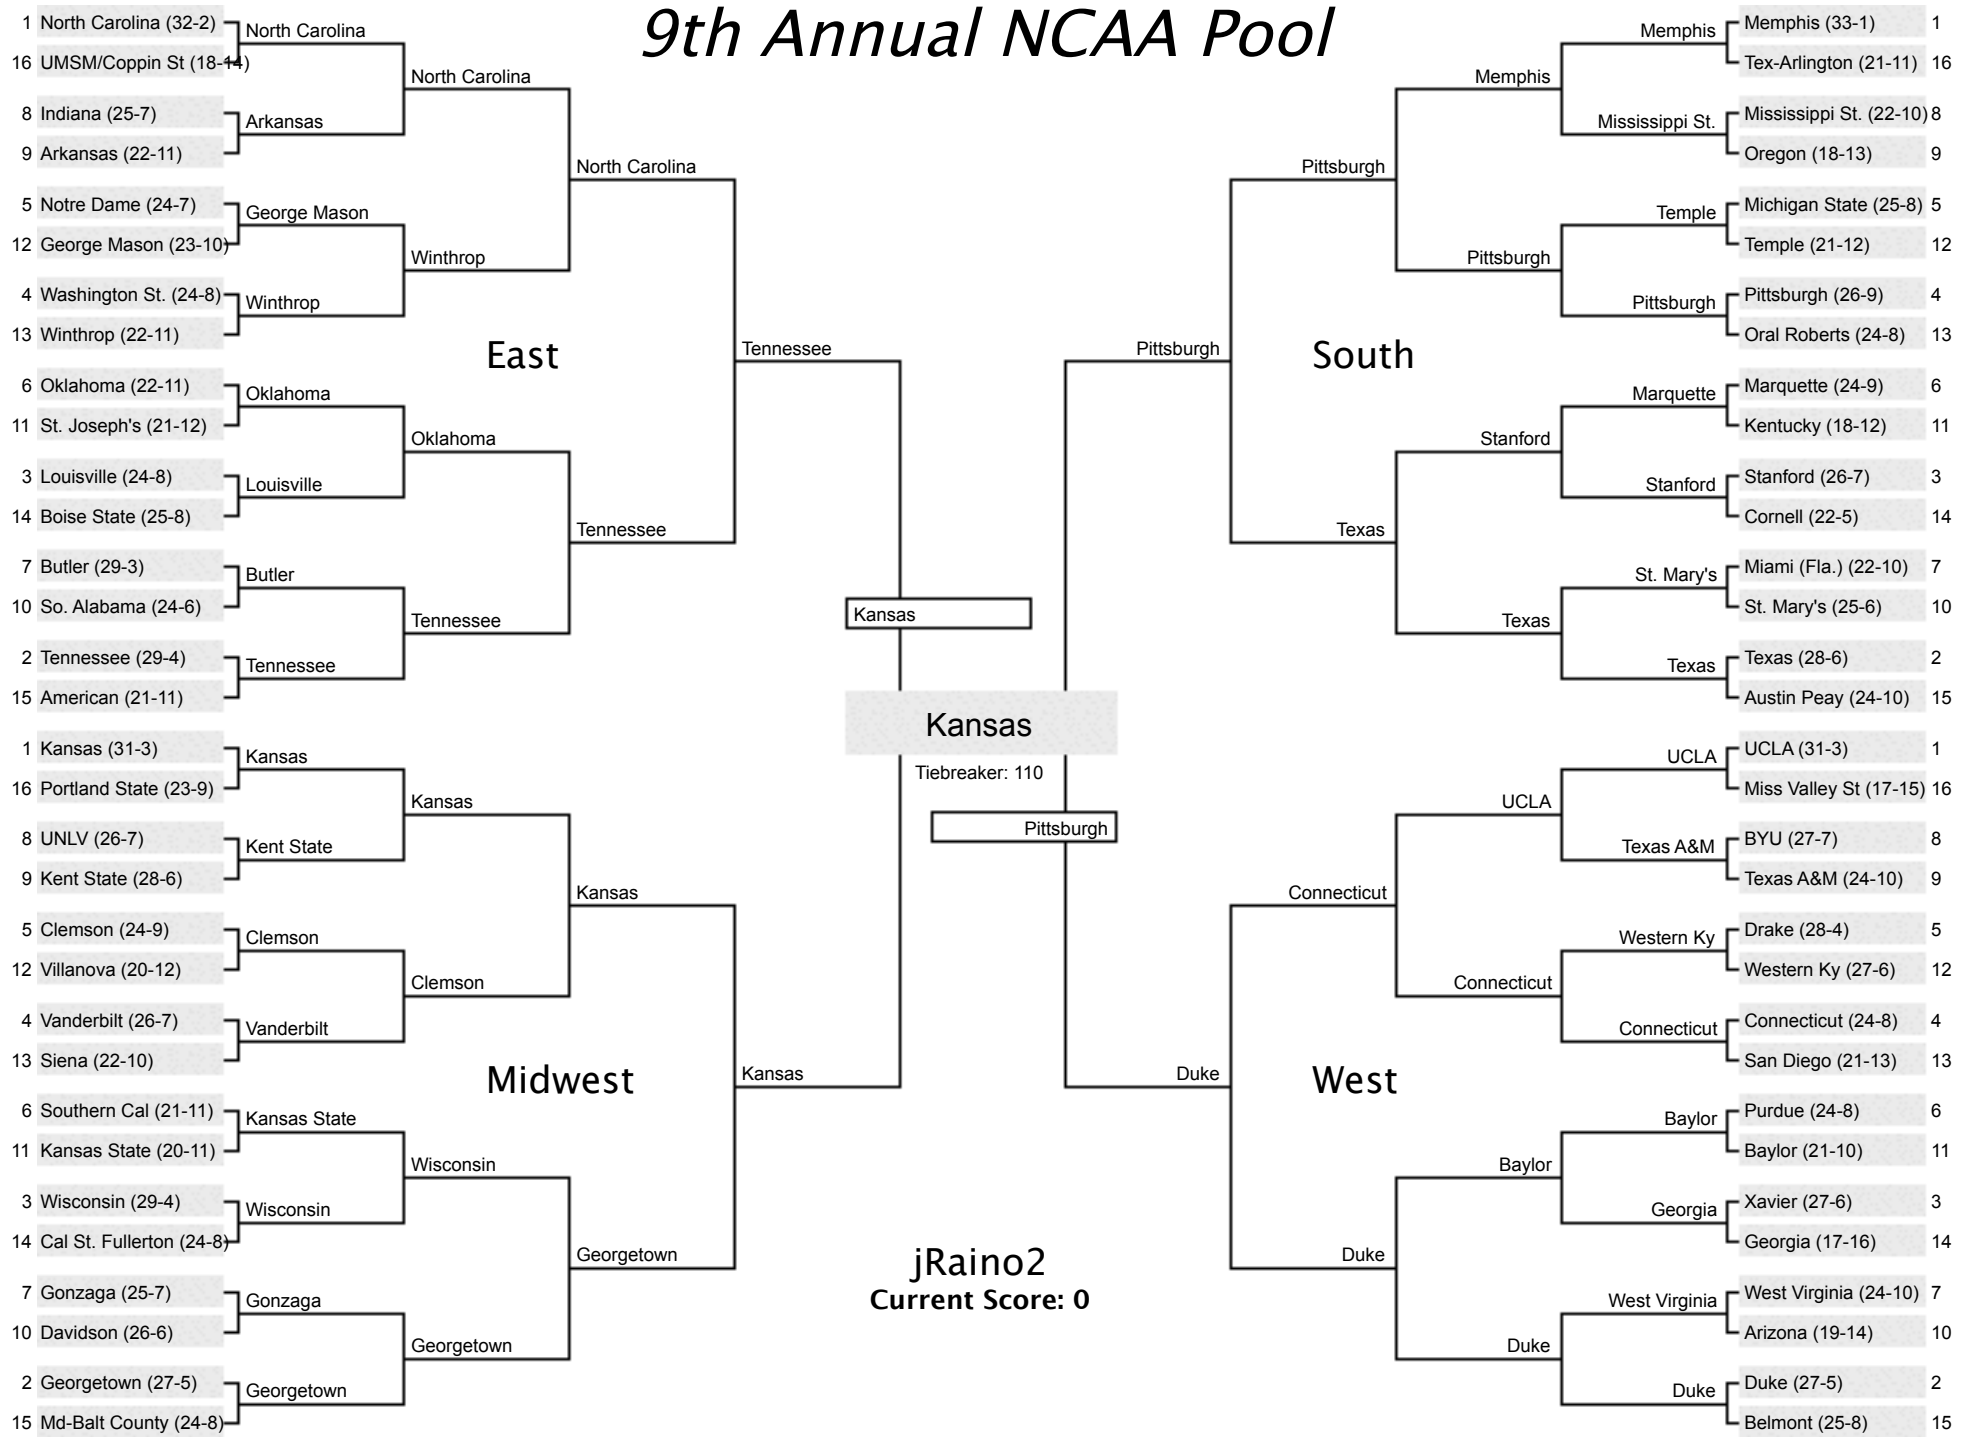 9th Annual NCAA Pool
1 North Carolina (32-2)
16 UMSM/Coppin St (18-14)
8 Indiana (25-7)
9 Arkansas (22-11)
5 Notre Dame (24-7)
12 George Mason (23-10)
4 Washington St. (24-8)
13 Winthrop (22-11)
6 Oklahoma (22-11)
11 St. Joseph's (21-12)
3 Louisville (24-8)
14 Boise State (25-8)
7 Butler (29-3)
10 So. Alabama (24-6)
2 Tennessee (29-4)
15 American (21-11)
North Carolina
Arkansas
George Mason
Winthrop
Oklahoma
Louisville
Butler
Tennessee
North Carolina
Winthrop
Oklahoma
Tennessee
North Carolina
Tennessee
Tennessee
East
1 Kansas (31-3)
16 Portland State (23-9)
8 UNLV (26-7)
9 Kent State (28-6)
5 Clemson (24-9)
12 Villanova (20-12)
4 Vanderbilt (26-7)
13 Siena (22-10)
6 Southern Cal (21-11)
11 Kansas State (20-11)
3 Wisconsin (29-4)
14 Cal St. Fullerton (24-8)
7 Gonzaga (25-7)
10 Davidson (26-6)
2 Georgetown (27-5)
15 Md-Balt County (24-8)
Kansas
Kent State
Clemson
Vanderbilt
Kansas State
Wisconsin
Gonzaga
Georgetown
Kansas
Clemson
Wisconsin
Georgetown
Kansas
Georgetown
Kansas
Midwest
Kansas
Kansas
Tiebreaker: 110
Pittsburgh
jRaino2
Current Score: 0
Memphis (33-1) 1
Tex-Arlington (21-11) 16
Mississippi St. (22-10) 8
Oregon (18-13) 9
Michigan State (25-8) 5
Temple (21-12) 12
Pittsburgh (26-9) 4
Oral Roberts (24-8) 13
Marquette (24-9) 6
Kentucky (18-12) 11
Stanford (26-7) 3
Cornell (22-5) 14
Miami (Fla.) (22-10) 7
St. Mary's (25-6) 10
Texas (28-6) 2
Austin Peay (24-10) 15
Memphis
Mississippi St.
Temple
Pittsburgh
Marquette
Stanford
St. Mary's
Texas
Memphis
Pittsburgh
Stanford
Texas
Pittsburgh
Texas
Pittsburgh
South
UCLA (31-3) 1
Miss Valley St (17-15) 16
BYU (27-7) 8
Texas A&M (24-10) 9
Drake (28-4) 5
Western Ky (27-6) 12
Connecticut (24-8) 4
San Diego (21-13) 13
Purdue (24-8) 6
Baylor (21-10) 11
Xavier (27-6) 3
Georgia (17-16) 14
West Virginia (24-10) 7
Arizona (19-14) 10
Duke (27-5) 2
Belmont (25-8) 15
UCLA
Texas A&M
Western Ky
Connecticut
Baylor
Georgia
West Virginia
Duke
UCLA
Connecticut
Baylor
Duke
Connecticut
Duke
Duke
West